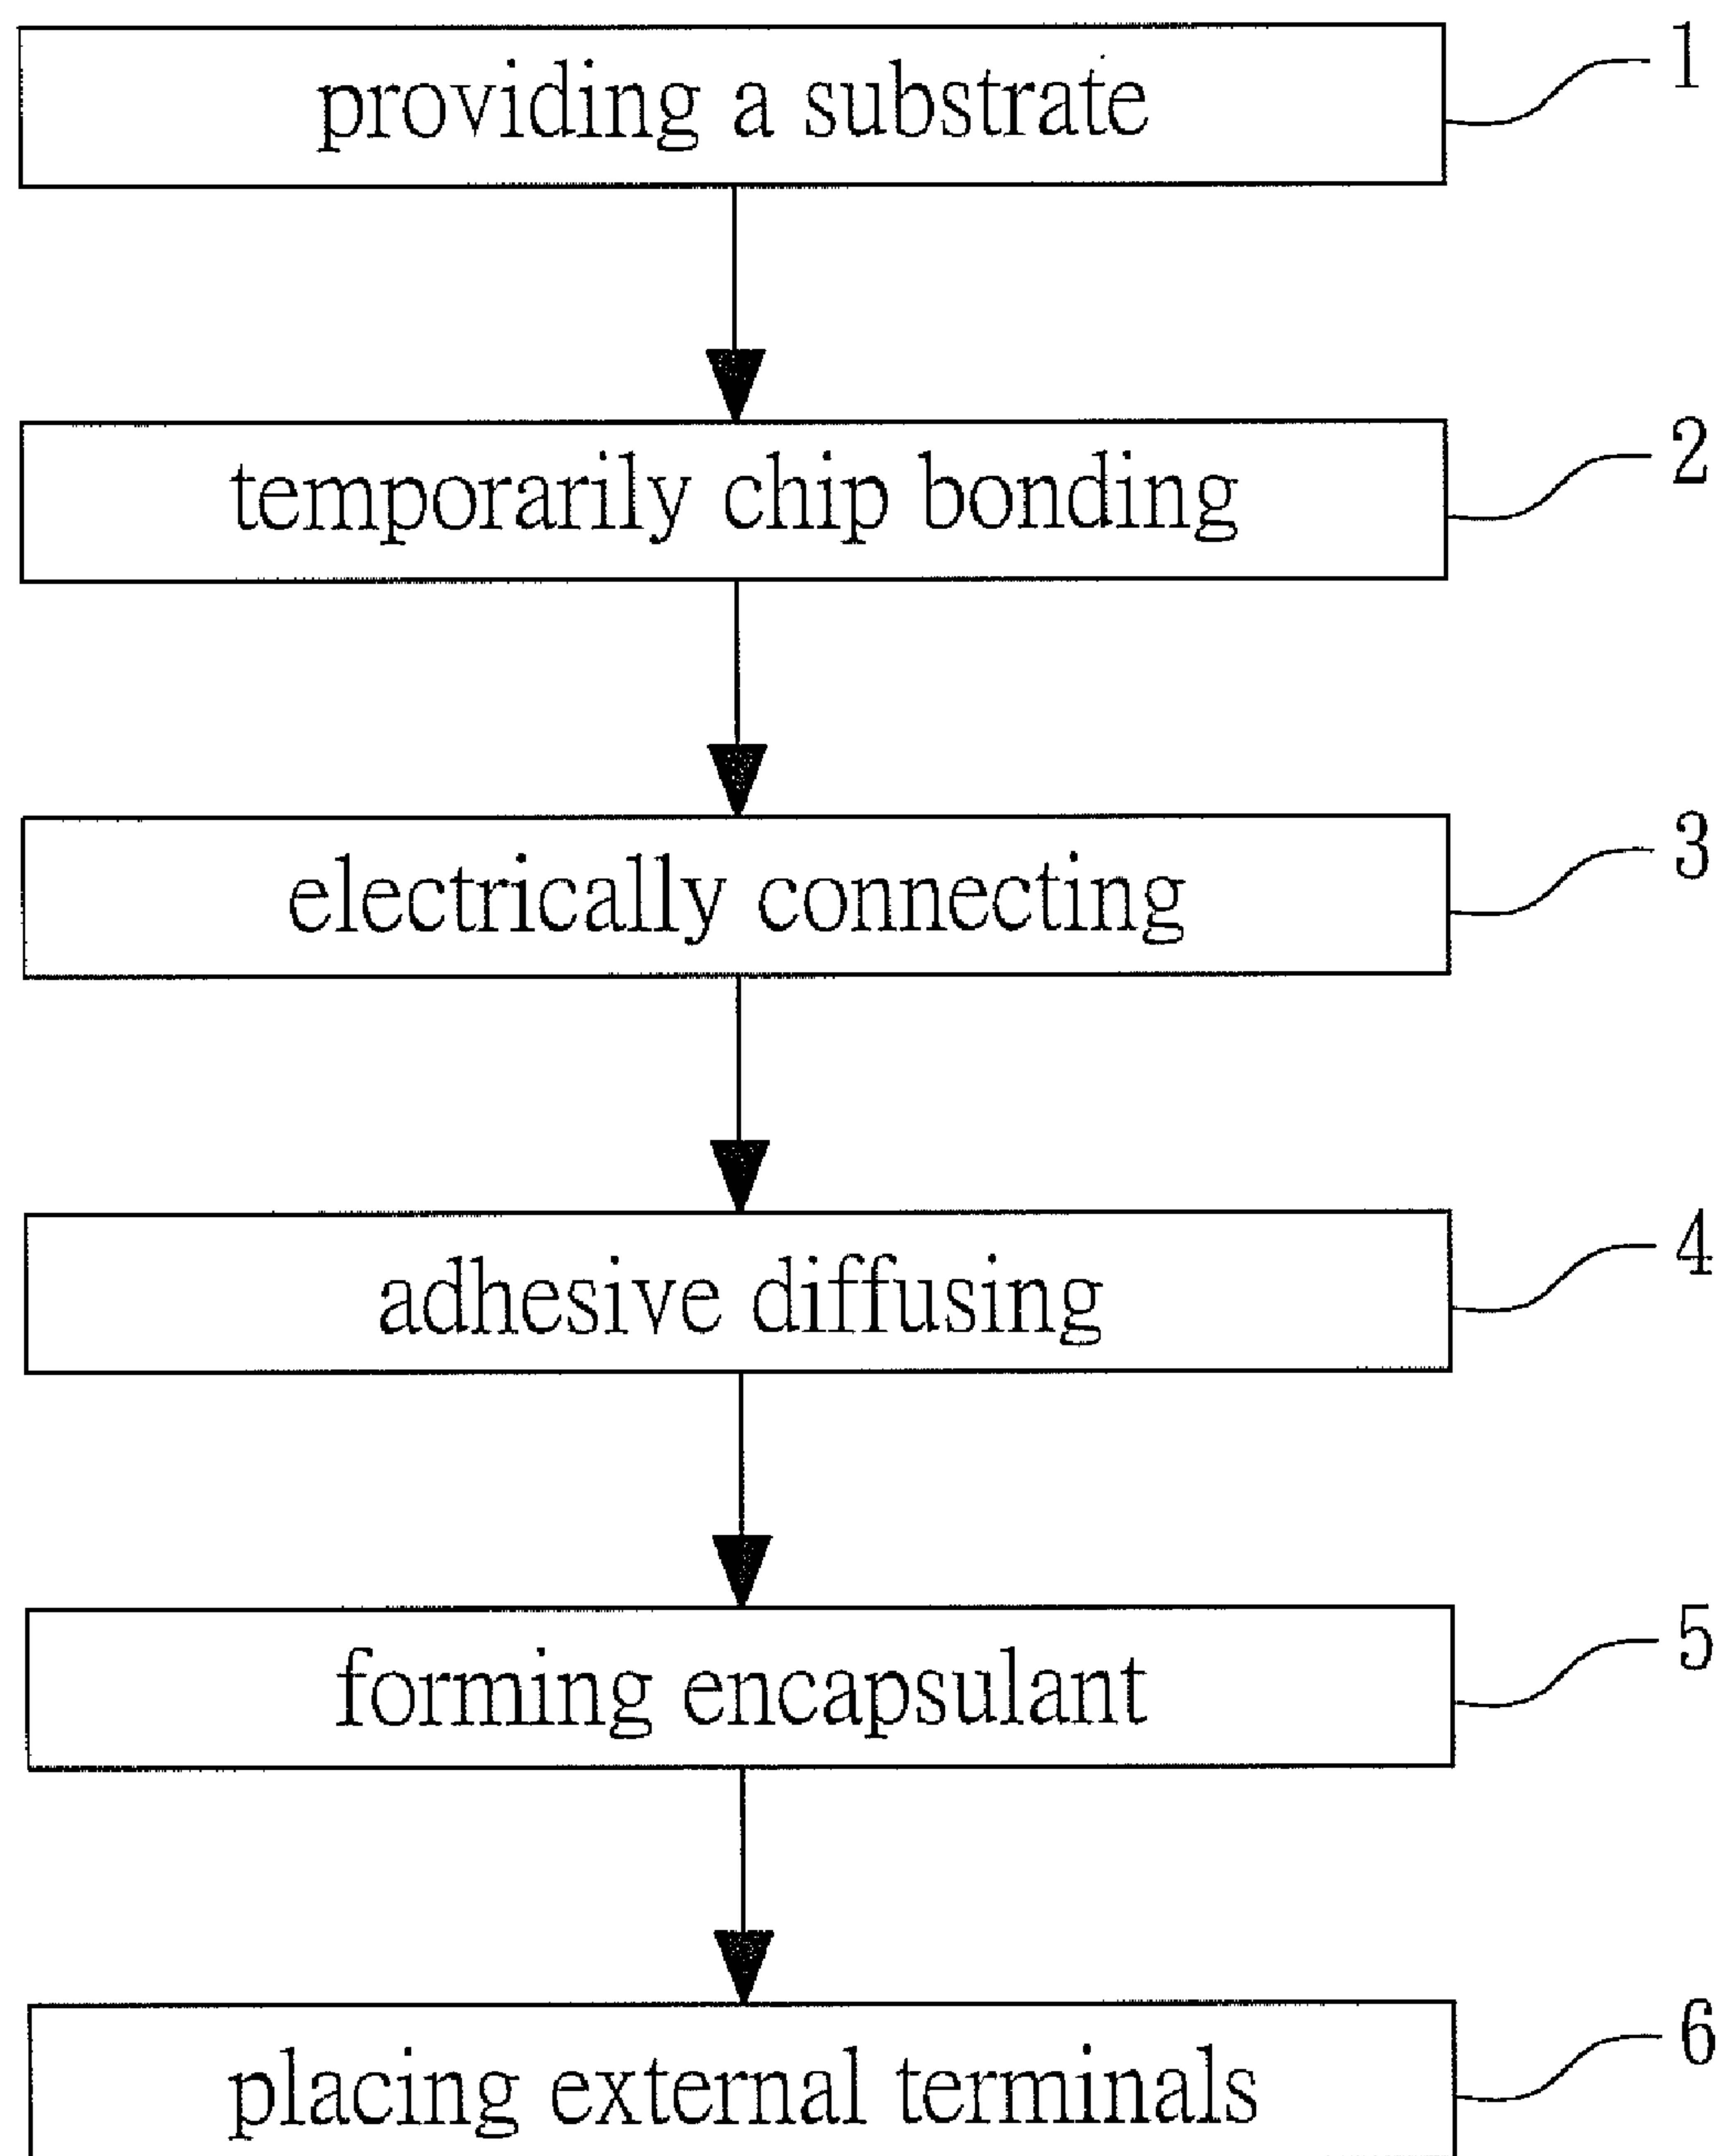 providing a substrate 1
temporarily chip bonding 2
electrically connecting 3
adhesive diffusing 4
forming encapsulant 5
placing external terminals 6